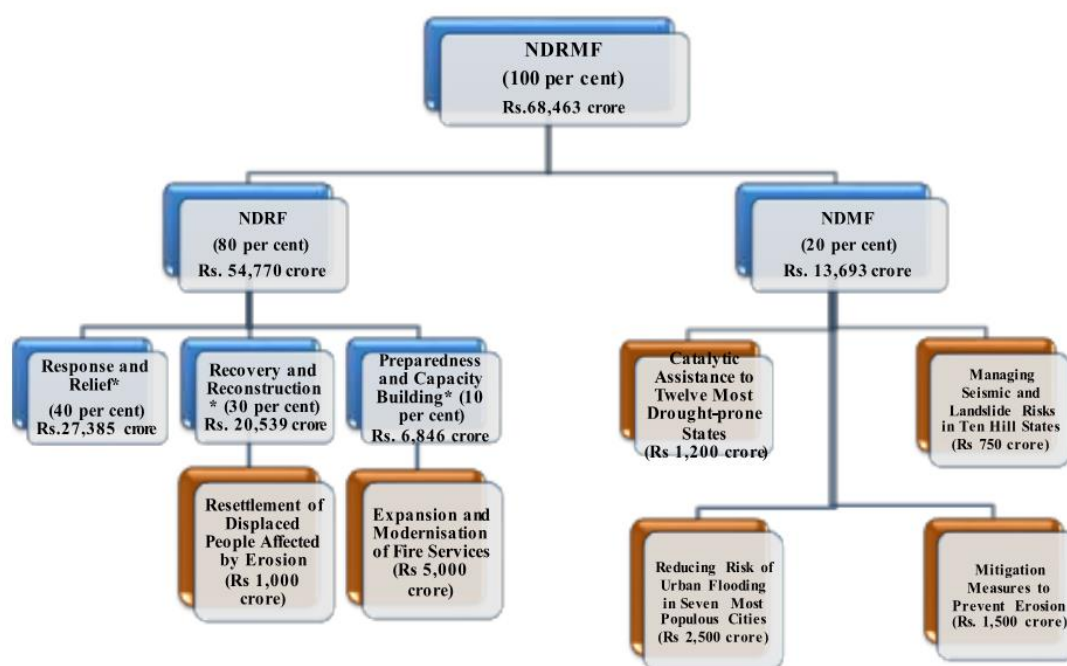 NDRMF
(100 per cent)
Rs.68,463 crore
NDRF
(80 per cent)
Rs. 54,770 crore
NDMF
(20 per cent)
Rs. 13,693 crore
Response and
Relief*
(40 per cent)
Rs.27,385 crore
Recovery and
Reconstruction
* (30 per cent)
Rs. 20,539 crore
Preparedness
and Capacity
Building* (10
per cent)
Rs. 6,846 crore
Catalytic
Assistance to
Twelve Most
Drought-prone
States
(Rs 1,200 crore)
Managing
Seismic and
Landslide Risks
in Ten Hill States
(Rs 750 crore)
Resettlement of
Displaced
People Affected
by Erosion
(Rs 1,000
crore)
Expansion and
Modernisation
of Fire Services
(Rs 5,000
crore)
Reducing Risk of
Urban Flooding
in Seven Most
Populous Cities
(Rs 2,500 crore)
Mitigation
Measures to
Prevent Erosion
(Rs. 1,500 crore)